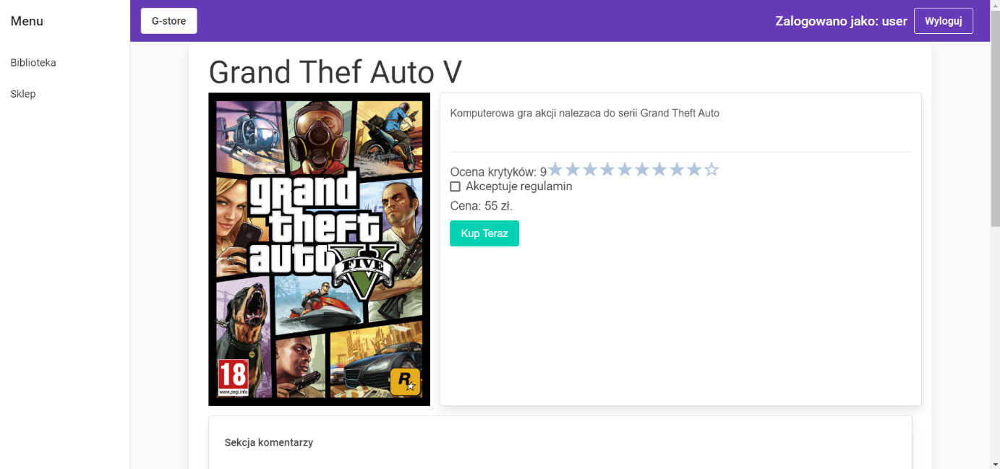 Menu
G-store
Zalogowano jako: user
Wyloguj
Biblioteka
Sklep
Grand Thef Auto V
Komputerowa gra akcji nalezaca do serii Grand Theft Auto
Ocena krytyków: 9
Akceptuje regulamin
Cena: 55 zł.
Kup Teraz
grand
theft
auto
V
FIVE
18
www.pegi.info
R
Sekcja komentarzy